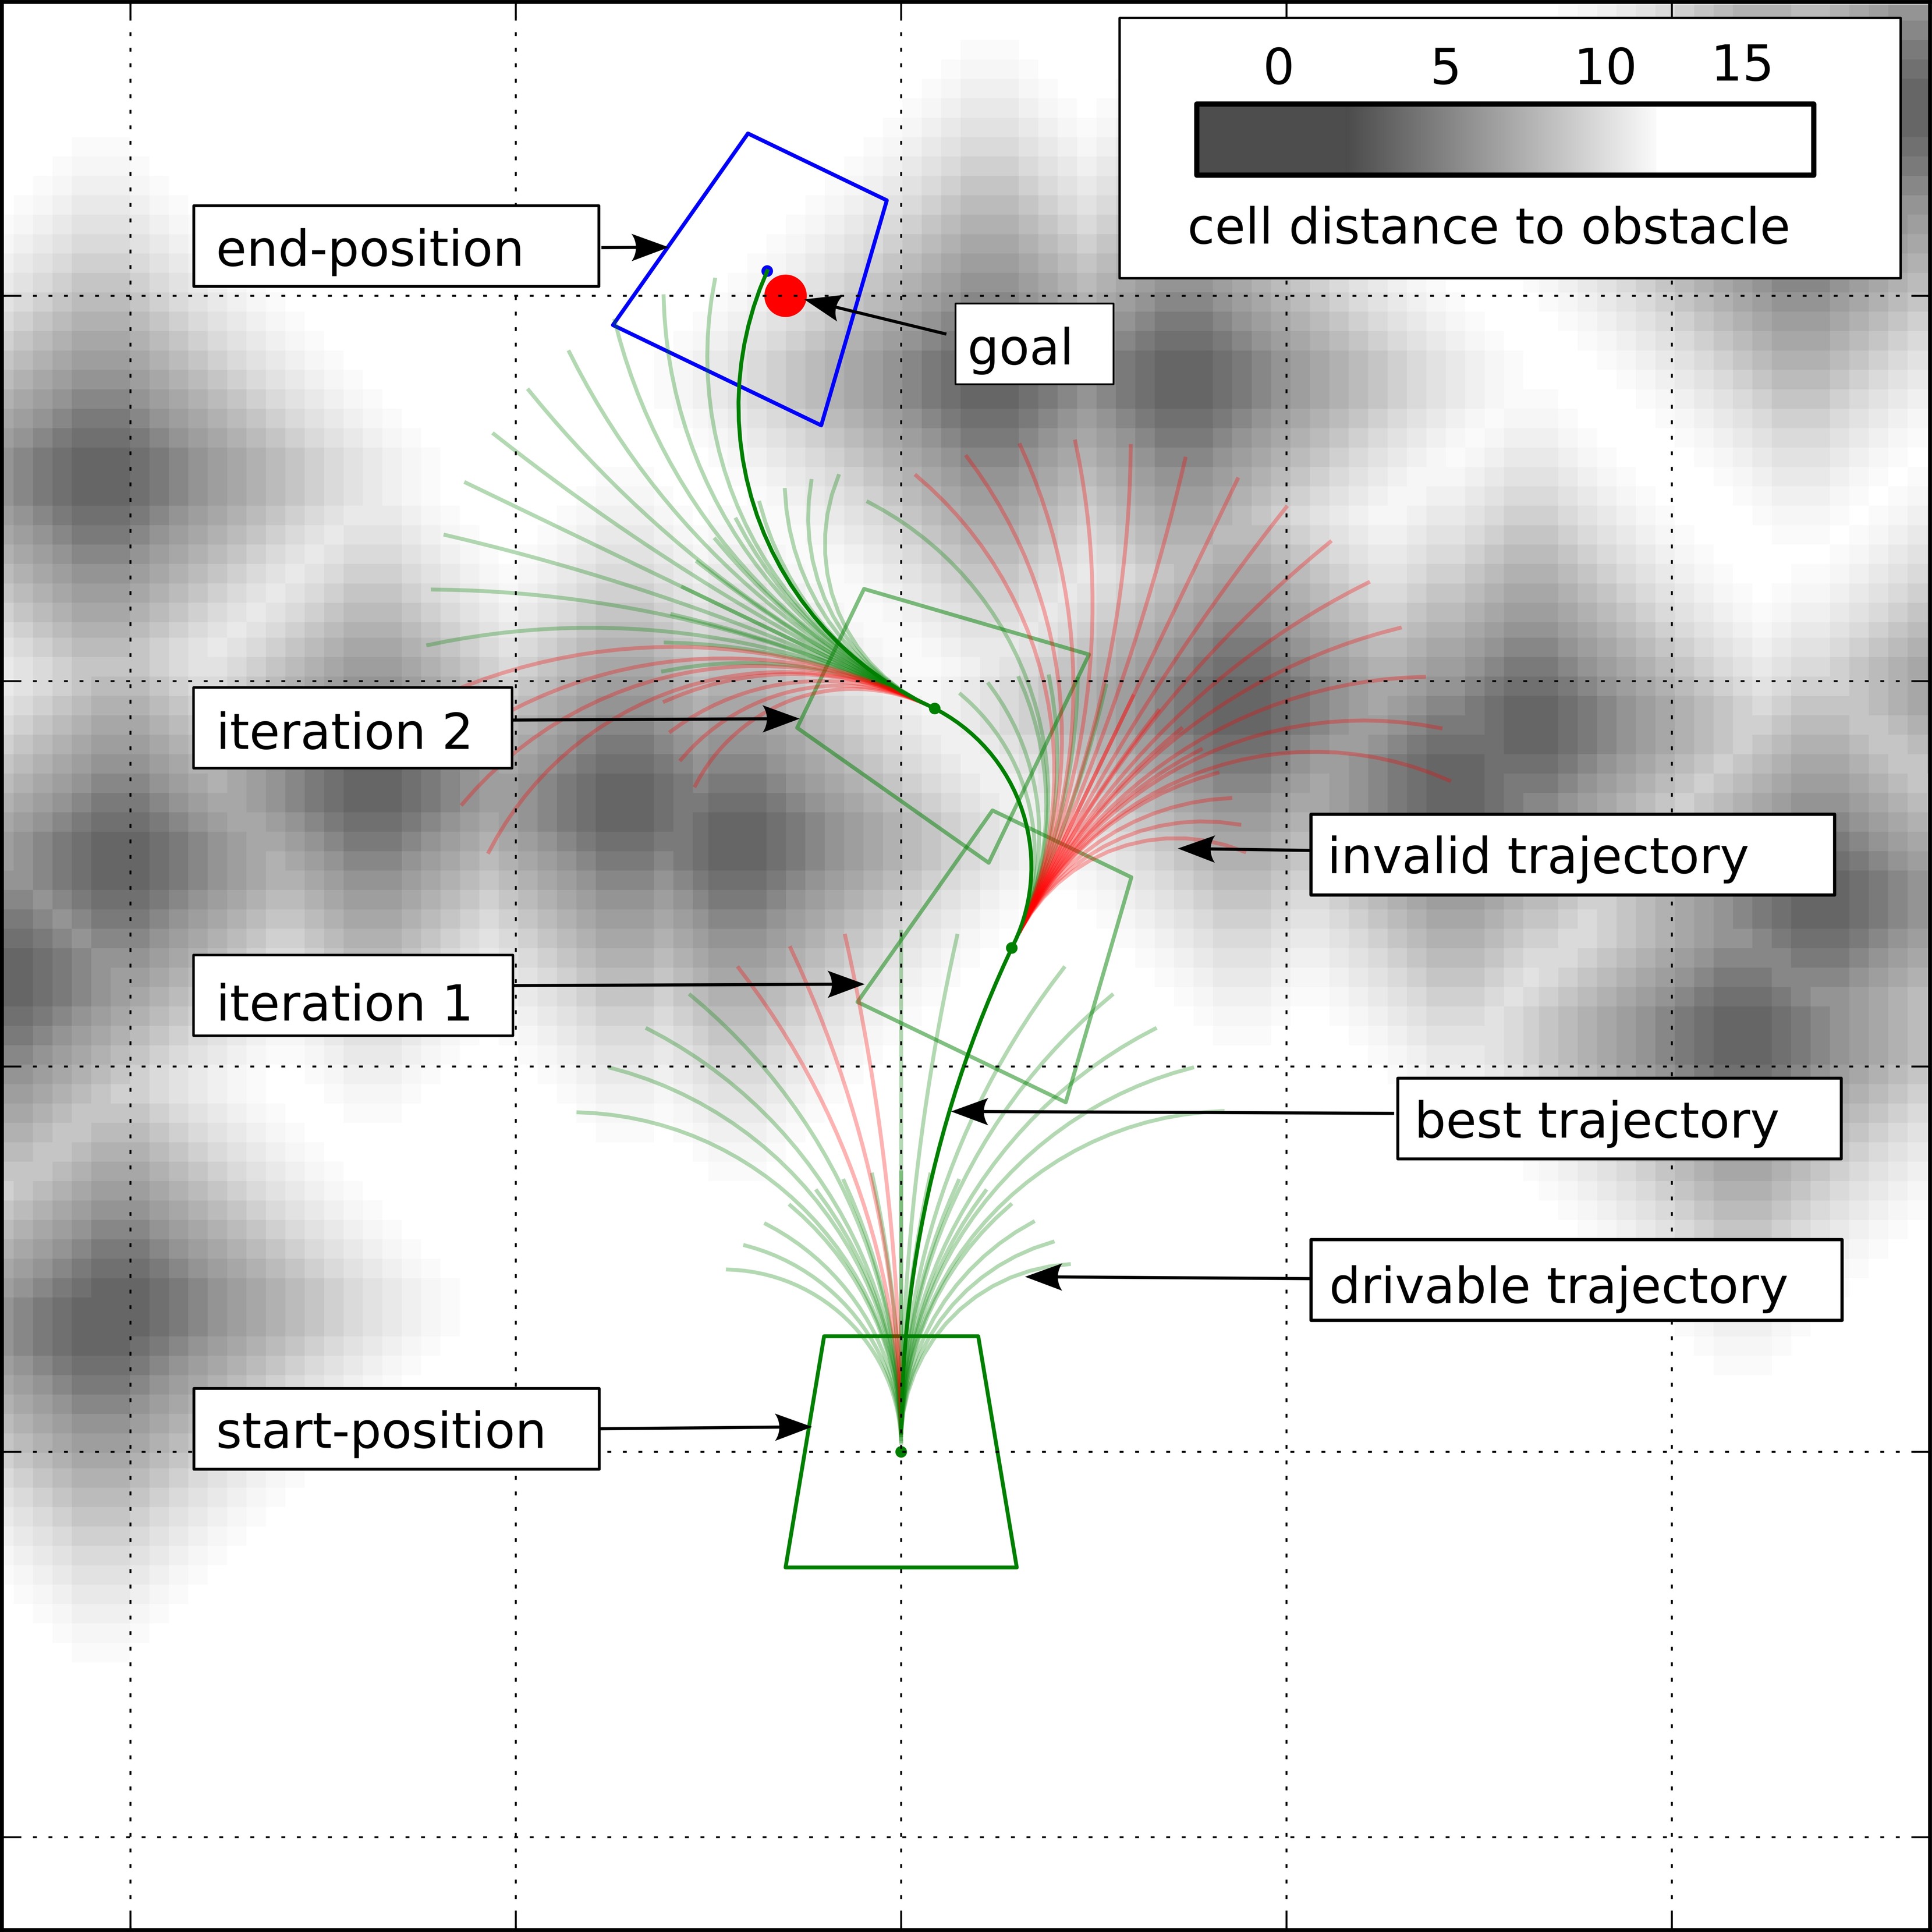 0 5 10 15
cell distance to obstacle
end-position
goal
iteration 2
invalid trajectory
iteration 1
best trajectory
drivable trajectory
start-position